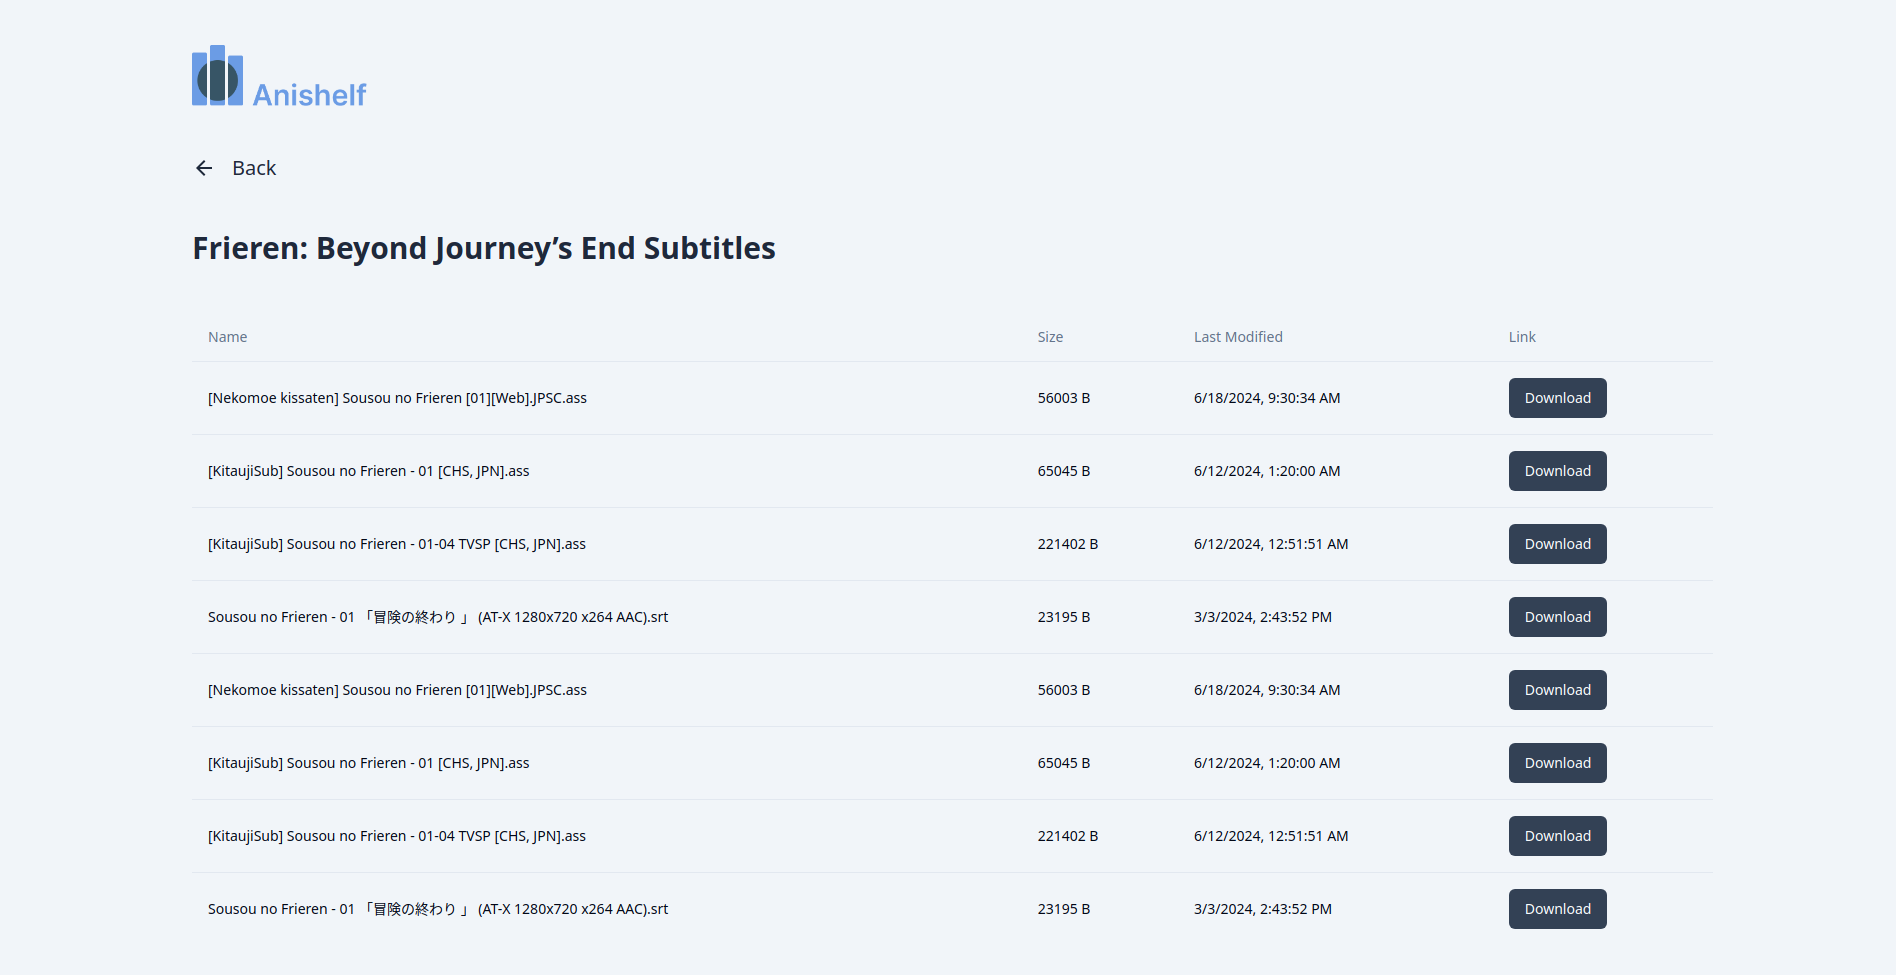 Anishelf
Back
Frieren: Beyond Journey’s End Subtitles
Name Size Last Modified Link
[Nekomoe kissaten] Sousou no Frieren [01][Web].JPSC.ass 56003 B 6/18/2024, 9:30:34 AM Download
[KitaujiSub] Sousou no Frieren - 01 [CHS, JPN].ass 65045 B 6/12/2024, 1:20:00 AM Download
[KitaujiSub] Sousou no Frieren - 01-04 TVSP [CHS, JPN].ass 221402 B 6/12/2024, 12:51:51 AM Download
Sousou no Frieren - 01 「冒険の終わり 」 (AT-X 1280x720 x264 AAC).srt 23195 B 3/3/2024, 2:43:52 PM Download
[Nekomoe kissaten] Sousou no Frieren [01][Web].JPSC.ass 56003 B 6/18/2024, 9:30:34 AM Download
[KitaujiSub] Sousou no Frieren - 01 [CHS, JPN].ass 65045 B 6/12/2024, 1:20:00 AM Download
[KitaujiSub] Sousou no Frieren - 01-04 TVSP [CHS, JPN].ass 221402 B 6/12/2024, 12:51:51 AM Download
Sousou no Frieren - 01 「冒険の終わり 」 (AT-X 1280x720 x264 AAC).srt 23195 B 3/3/2024, 2:43:52 PM Download